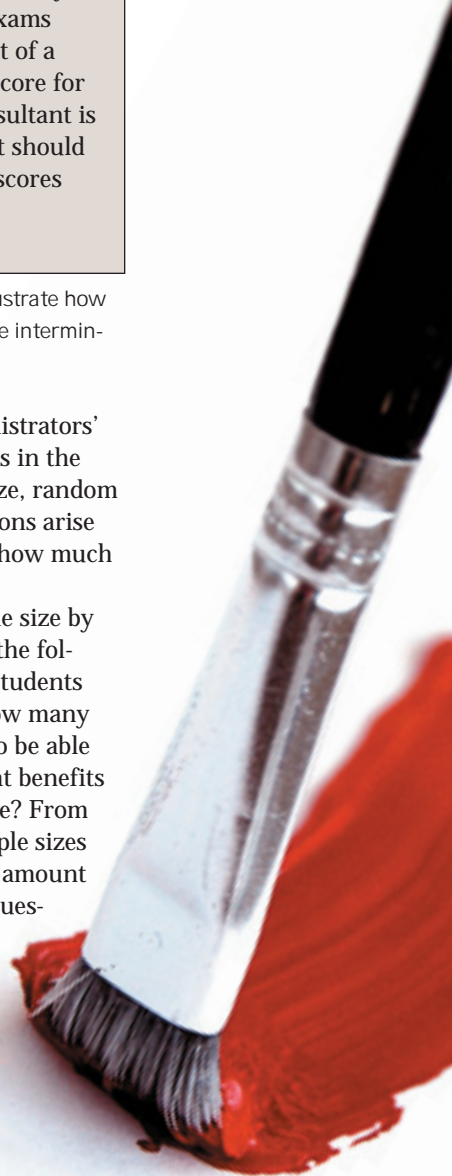 xams
t of a
core for
sultant is
t should
scores
ustrate how
e intermin-
istrators'
s in the
ze, random
ons arise
how much
e size by
the fol-
tudents
ow many
o be able
nt benefits
e? From
ple sizes
amount
ues-